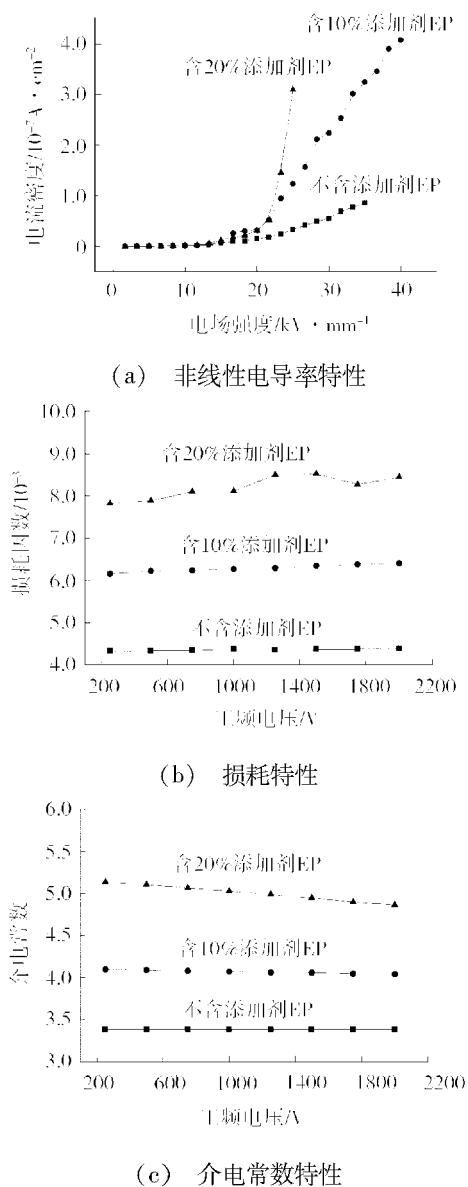 含10%添加剂EP
4.0
含20%添加剂EP
3.0
2.0
不含添加剂EP
1.0
0
电流密度/10⁻⁷A·cm⁻²
0 10 20 30 40
电场强度/kV·mm⁻¹
(a) 非线性电导率特性
10.0
含20%添加剂EP
9.0
8.0
7.0
含10%添加剂EP
6.0
不含添加剂EP
5.0
4.0
损耗因数/10⁻³
200 600 1000 1400 1800 2200
工频电压/V
(b) 损耗特性
6.0
5.5
含20%添加剂EP
5.0
4.5
含10%添加剂EP
4.0
不含添加剂EP
3.5
3.0
介电常数
200 600 1000 1400 1800 2200
工频电压/V
(c) 介电常数特性